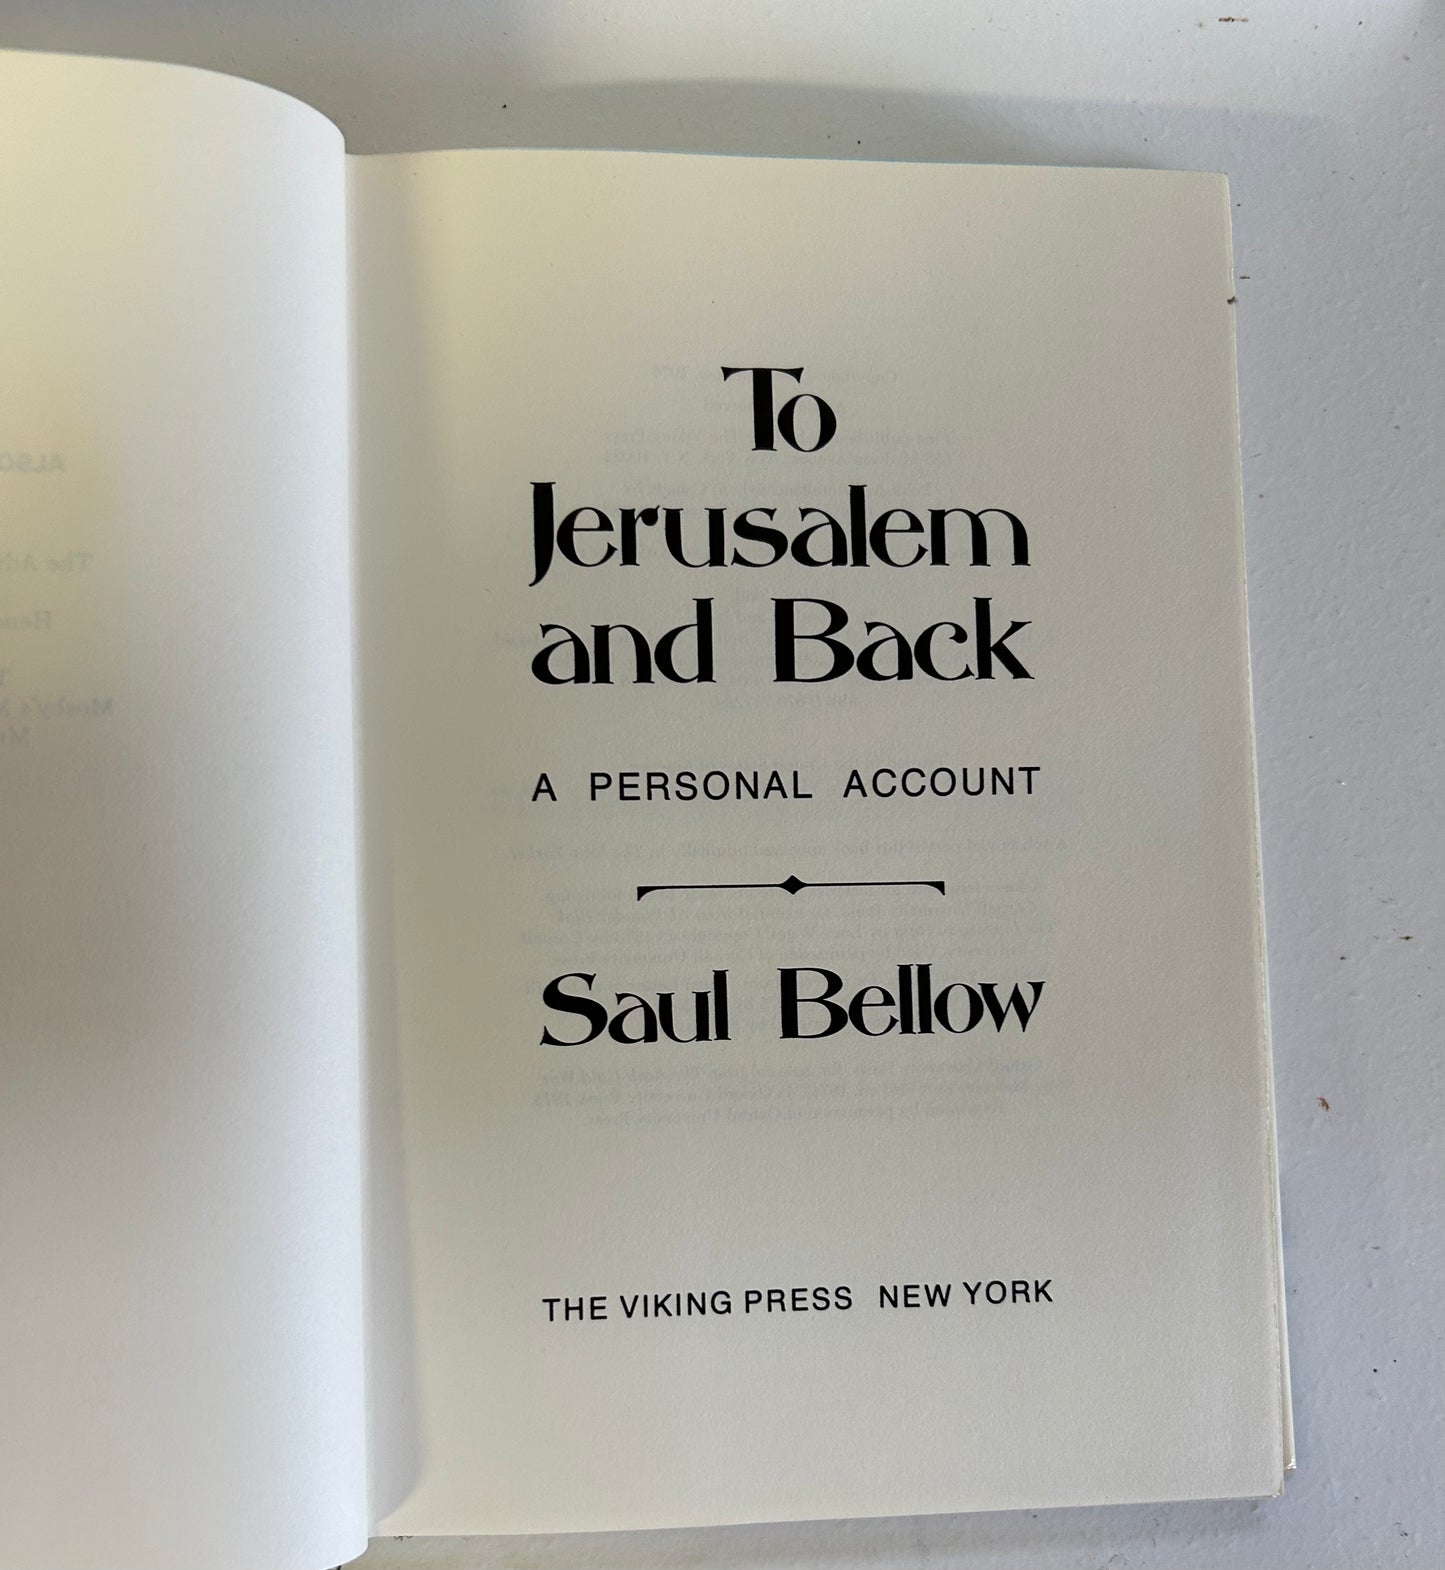 To
Jerusalem
and Back
A PERSONAL ACCOUNT
Saul Bellow
THE VIKING PRESS NEW YORK